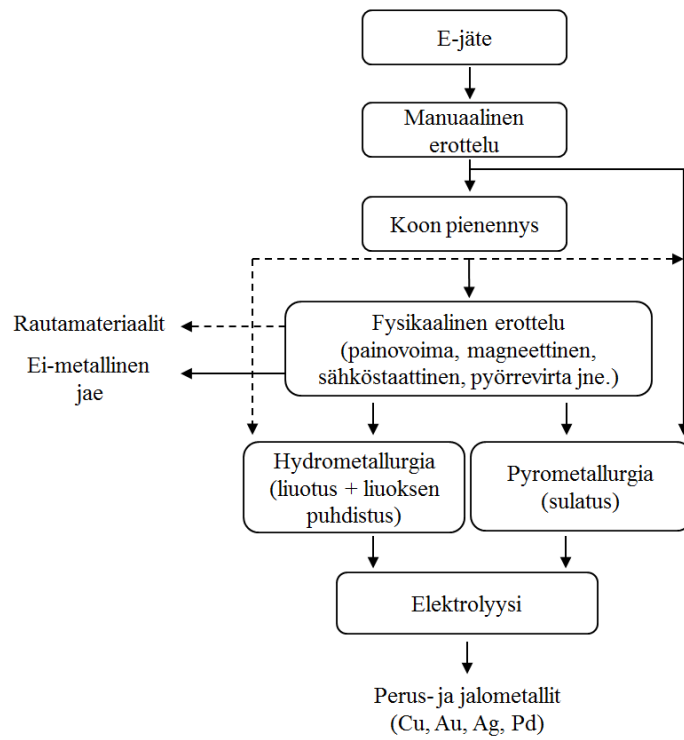 E-jäte
Manuaalinen
erottelu
Koon pienennys
Rautamateriaalit
Ei-metallinen
jae
Fysikaalinen erottelu
(painovoima, magneettinen,
sähköstaattinen, pyörrevirta jne.)
Hydrometallurgia
(liuotus + liuoksen
puhdistus)
Pyrometallurgia
(sulatus)
Elektrolyysi
Perus- ja jalometallit
(Cu, Au, Ag, Pd)